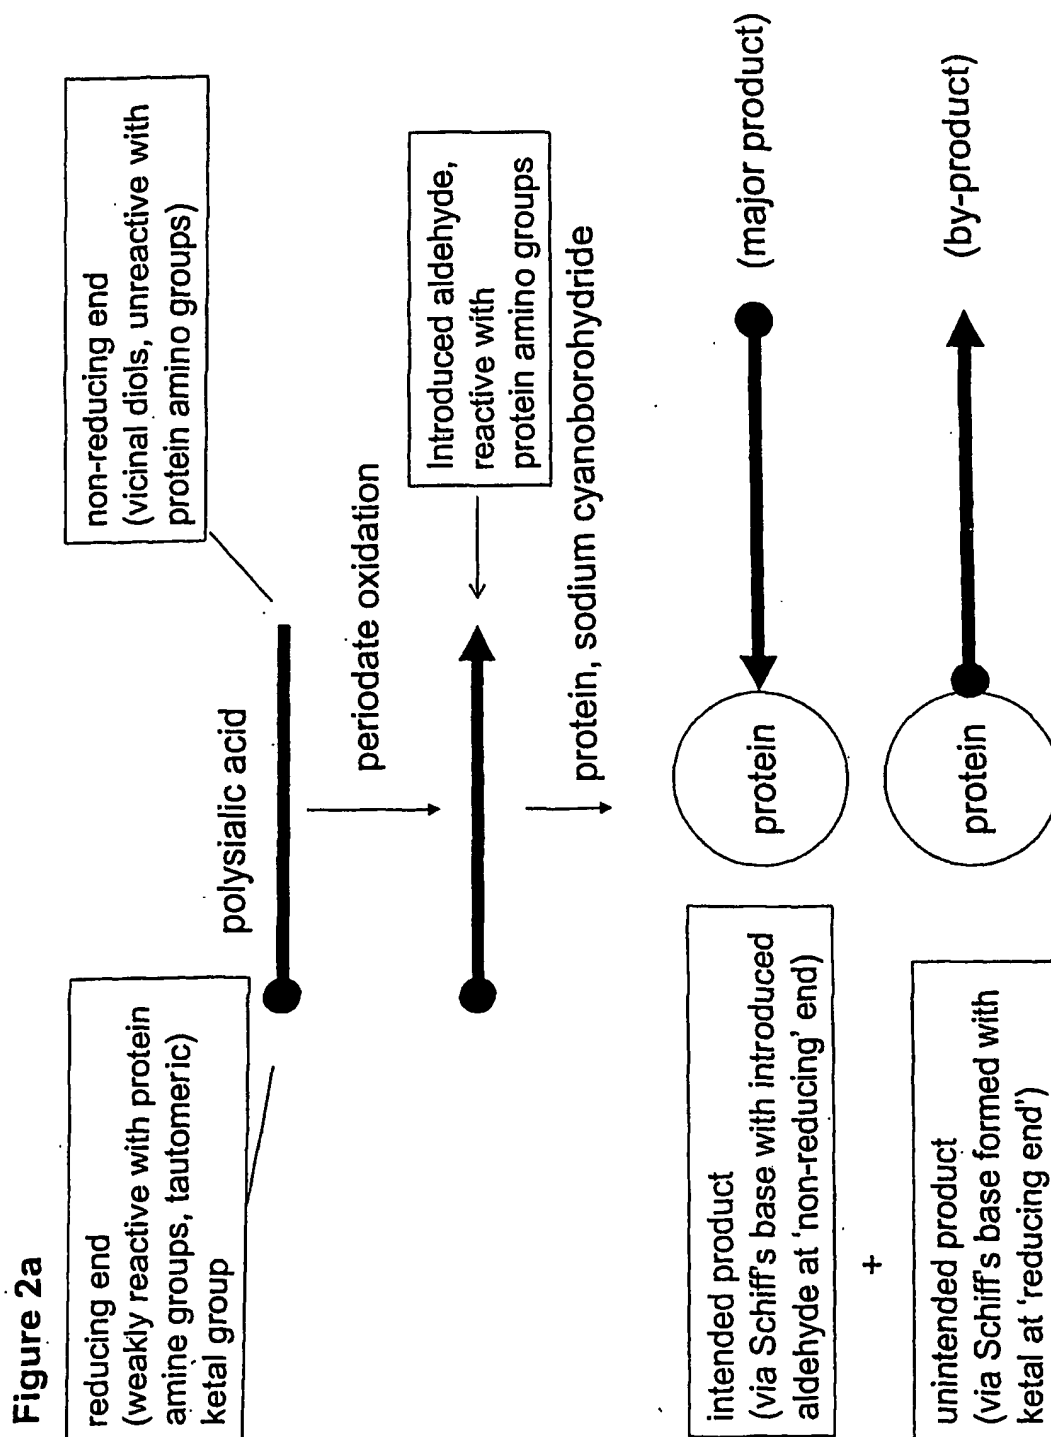 Figure 2a
reducing end
(weakly reactive with protein
amine groups, tautomeric)
ketal group
non-reducing end
(vicinal diols, unreactive with
protein amino groups)
polysialic acid
periodate oxidation
Introduced aldehyde,
reactive with
protein amino groups
protein, sodium cyanoborohydride
intended product
(via Schiff's base with introduced
aldehyde at 'non-reducing' end)
protein
(major product)
+
unintended product
(via Schiff's base formed with
ketal at 'reducing end')
protein
(by-product)